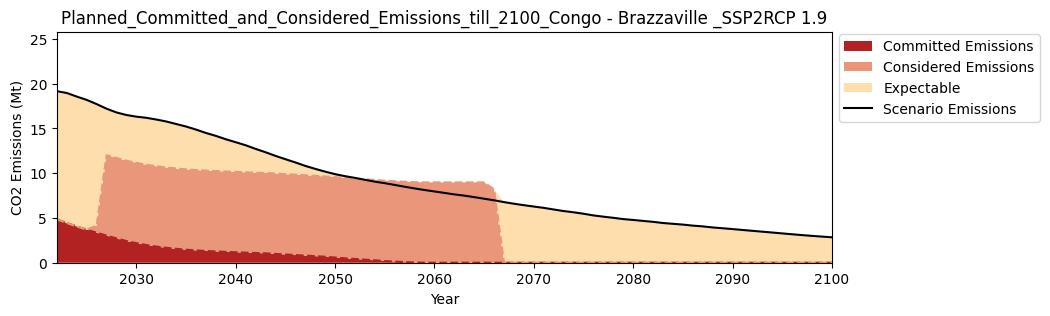 Planned_Committed_and_Considered_Emissions_till_2100_Congo - Brazzaville _SSP2RCP 1.9
25
20
15
10
5
0
CO2 Emissions (Mt)
2030
2040
2050
2060
2070
2080
2090
2100
Year
Committed Emissions
Considered Emissions
Expectable
Scenario Emissions